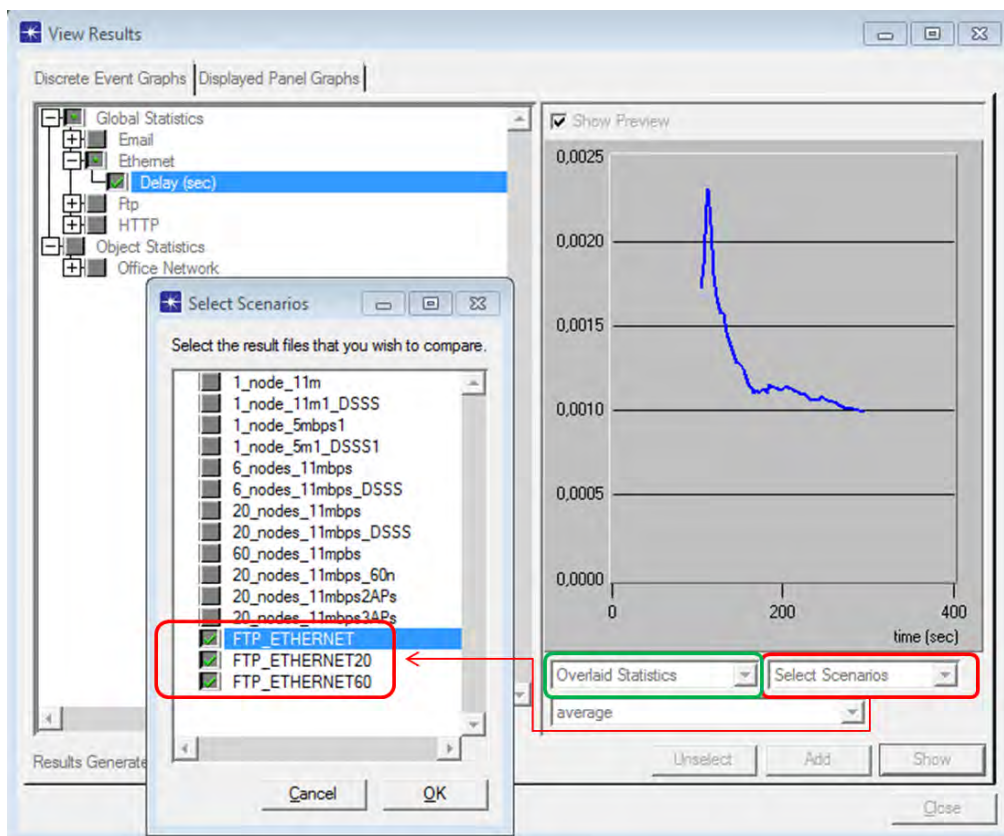 View Results
Discrete Event Graphs
Displayed Panel Graphs
Global Statistics
Email
Ethernet
Delay (sec)
Ftp
HTTP
Object Statistics
Office Network
Show Preview
0,0025
0,0020
0,0015
0,0010
0,0005
0,0000
0
200
400
time (sec)
Overlaid Statistics
Select Scenarios
average
Results Generate
Unselect
Add
Show
Close
Select Scenarios
Select the result files that you wish to compare.
1_node_11m
1_node_11m1_DSSS
1_node_5mbps1
1_node_5m1_DSSS1
6_nodes_11mbps
6_nodes_11mbps_DSSS
20_nodes_11mbps
20_nodes_11mbps_DSSS
60_nodes_11mpbs
20_nodes_11mbps_60n
20_nodes_11mbps2APs
20_nodes_11mbps3APs
FTP_ETHERNET
FTP_ETHERNET20
FTP_ETHERNET60
Cancel
OK